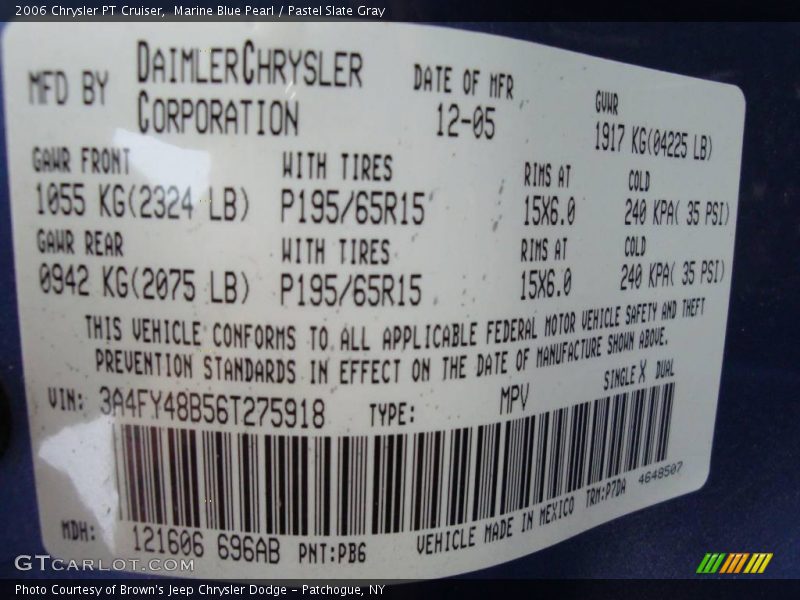 2006 Chrysler PT Cruiser,  Marine Blue Pearl / Pastel Slate Gray
MFD BY DAIMLERCHRYSLER CORPORATION
DATE OF MFR 12-05
GVWR 1917 KG(04225 LB)
GAWR FRONT WITH TIRES RIMS AT COLD
1055 KG(2324 LB) P195/65R15 15X6.0 240 KPA( 35 PSI)
GAWR REAR WITH TIRES RIMS AT COLD
0942 KG(2075 LB) P195/65R15 15X6.0 240 KPA( 35 PSI)
THIS VEHICLE CONFORMS TO ALL APPLICABLE FEDERAL MOTOR VEHICLE SAFETY AND THEFT
PREVENTION STANDARDS IN EFFECT ON THE DATE OF MANUFACTURE SHOWN ABOVE.
VIN: 3A4FY48B56T275918 TYPE: MPV SINGLE X DUAL
MDH: 121606 696AB PNT:PB6 VEHICLE MADE IN MEXICO TRM:P7DA 4648507
GTCARLOT.COM
Photo Courtesy of Brown's Jeep Chrysler Dodge – Patchogue, NY